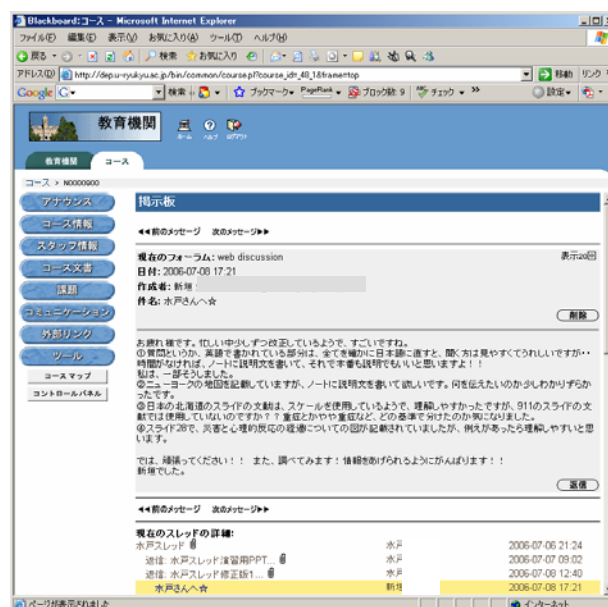 Blackboard:コース - Microsoft Internet Explorer
ファイル(F) 編集(E) 表示(V) お気に入り(A) ツール(T) ヘルプ(H)
戻る 検索 お気に入り
アドレス(D) http://dep.u-ryukyu.ac.jp/bin/common/course.pl?course_id=_48_1&frame=top 移動 リンク
Google G 検索 ブックマーク PageRank ブロック数: 9 チェック 設定
教育機関 ホーム ヘルプ ログアウト
教育機関 コース
コース > N0000900
アナウンス
コース情報
スタッフ情報
コース文書
課題
コミュニケーション
外部リンク
ツール
コースマップ
コントロールパネル
掲示板
◀◀前のメッセージ 次のメッセージ▶▶
現在のフォーラム: web discussion 表示20回
日付: 2006-07-08 17:21
作成者: 新垣
件名: 水戸さんへ☆
削除
お疲れ様です。忙しい中少しずつ改正しているようで、すごいですね。
①質問というか、英語で書かれている部分は、全てを確かに日本語に直すと、聞く方は見やすくてうれしいですが・・
時間がなければ、ノートに説明文を書いて、それで本番も説明でもいいと思いますよ！！
私は、一部そうしました。
②ニューヨークの地図を記載していますが、ノートに説明文を書いて欲しいです。何を伝えたいのか少しわかりずらかったです。
③日本の北海道のスライドの文献は、スケールを使用しているようで、理解しやすかったですが、911のスライドの文献では使用していないのですか？？重症とかやや重症など、どの基準で分けたのか気になりました。
④スライド28で、災害と心理的反応の経過についての図が記載されていましたが、例えがあったら理解しやすいと思います。
では、頑張ってください！！ また、調べてみます！情報をあげられるようにがんばります！！
新垣でした。
返信
◀◀前のメッセージ 次のメッセージ▶▶
現在のスレッドの詳細:
水戸スレッド 水戸 2006-07-06 21:24
返信: 水戸スレッド演習用PPT... 水戸 2006-07-07 09:02
返信: 水戸スレッド修正版1... 水戸 2006-07-08 12:40
水戸さんへ☆ 新垣 2006-07-08 17:21
ページが表示されました インターネット